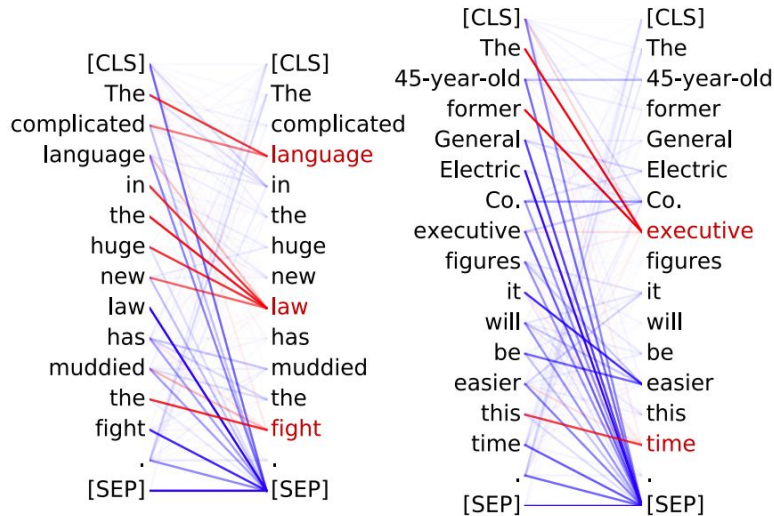 [CLS] [CLS]
The The
complicated complicated
language language
in in
the the
huge huge
new new
law law
has has
muddied muddied
the the
fight fight
. .
[SEP] [SEP]
[CLS] [CLS]
The The
45-year-old 45-year-old
former former
General General
Electric Electric
Co. Co.
executive executive
figures figures
it it
will will
be be
easier easier
this this
time time
. .
[SEP] [SEP]